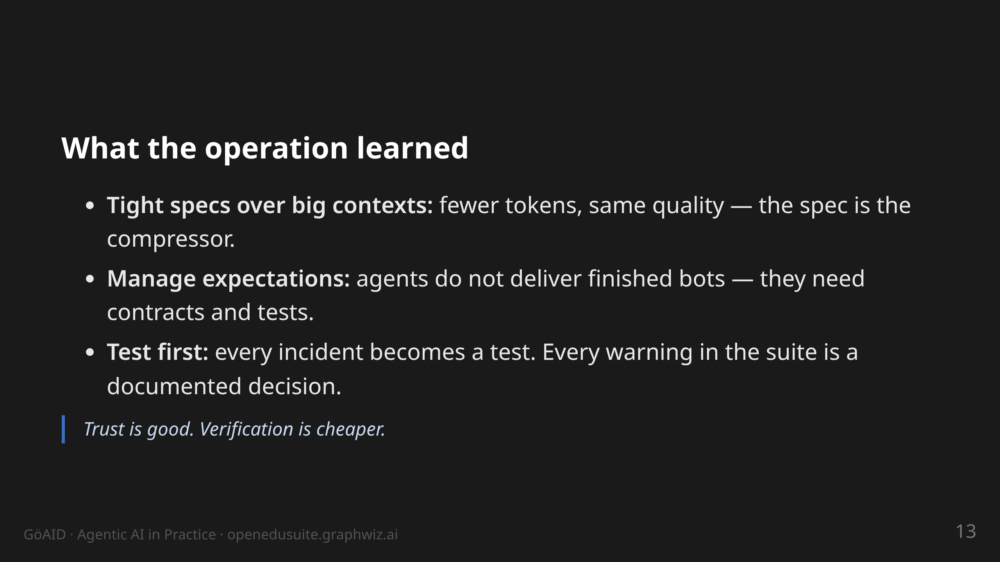 What the operation learned
• Tight specs over big contexts: fewer tokens, same quality — the spec is the
compressor.
• Manage expectations: agents do not deliver finished bots — they need
contracts and tests.
• Test first: every incident becomes a test. Every warning in the suite is a
documented decision.
Trust is good. Verification is cheaper.
GöAID · Agentic AI in Practice · openedusuite.graphwiz.ai
13